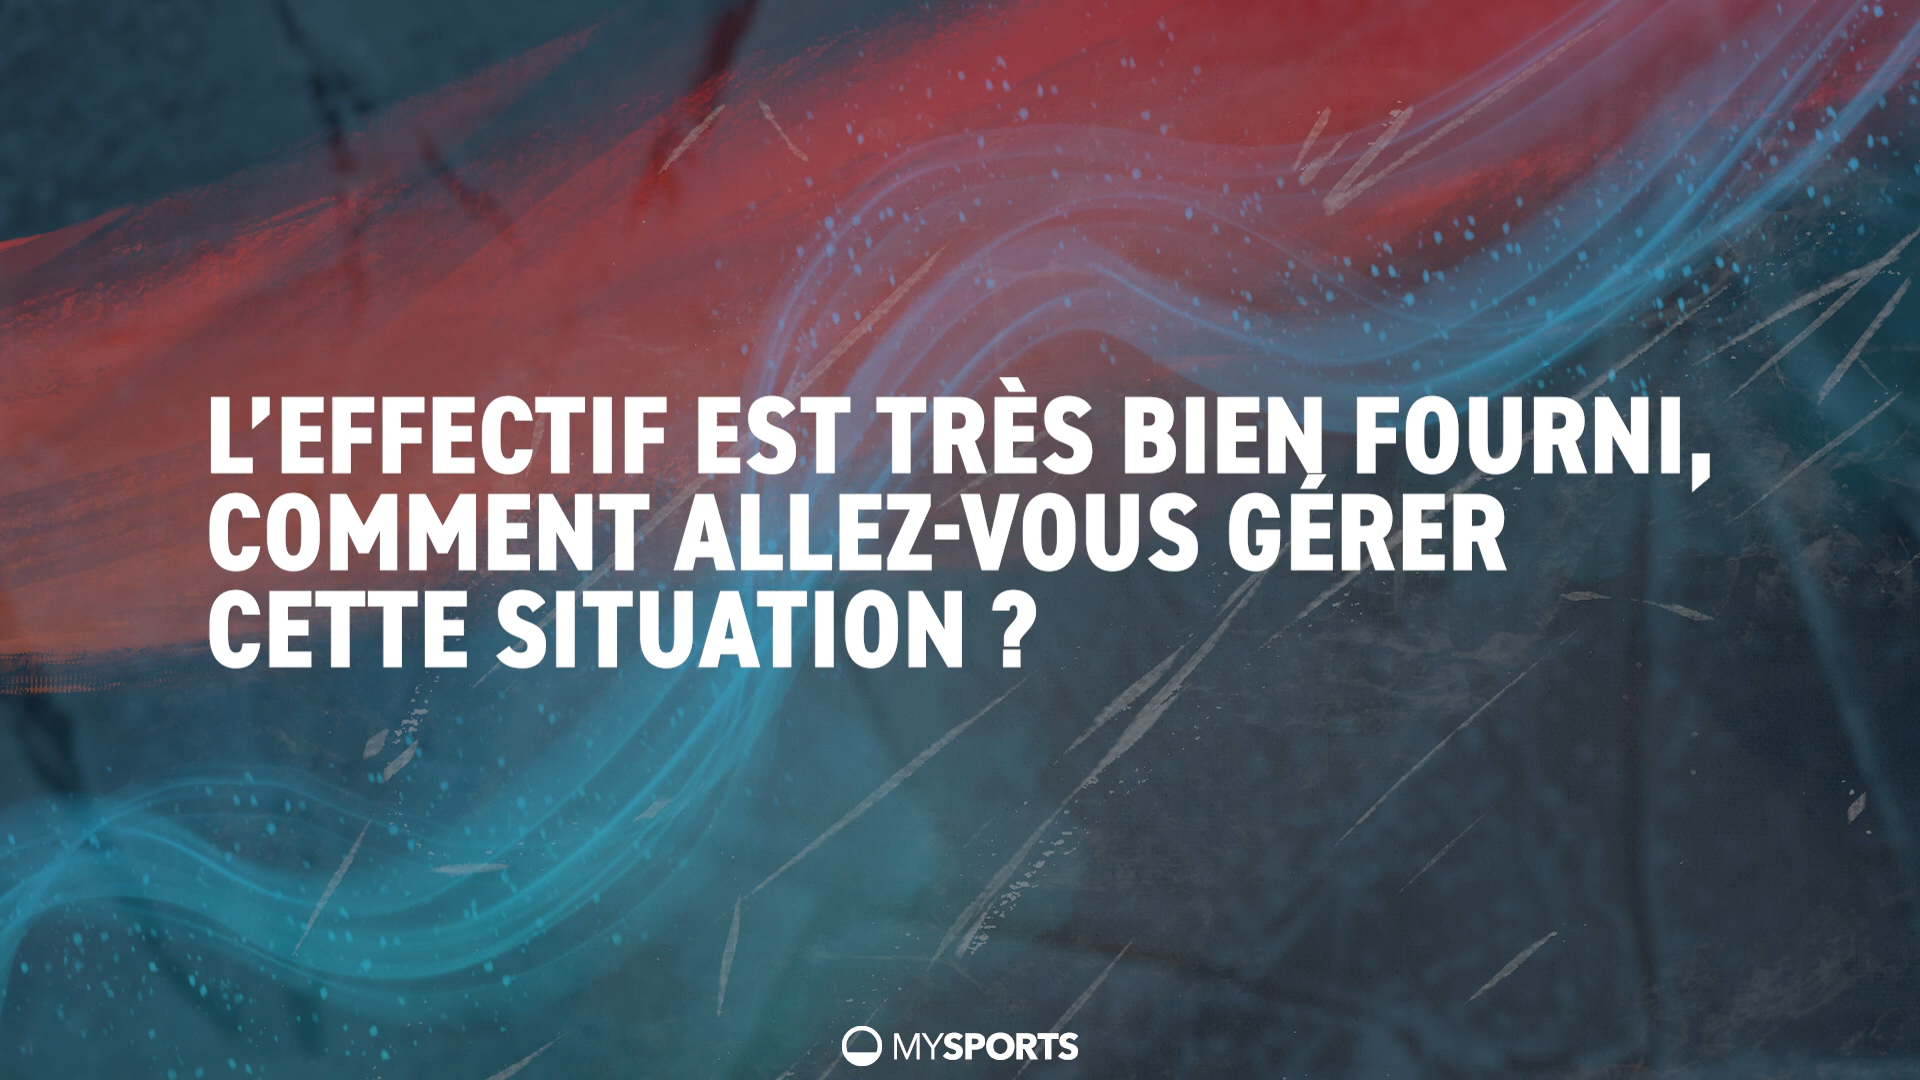 L’EFFECTIF EST TRÈS BIEN FOURNI,
COMMENT ALLEZ-VOUS GÉRER
CETTE SITUATION ?
MYSPORTS